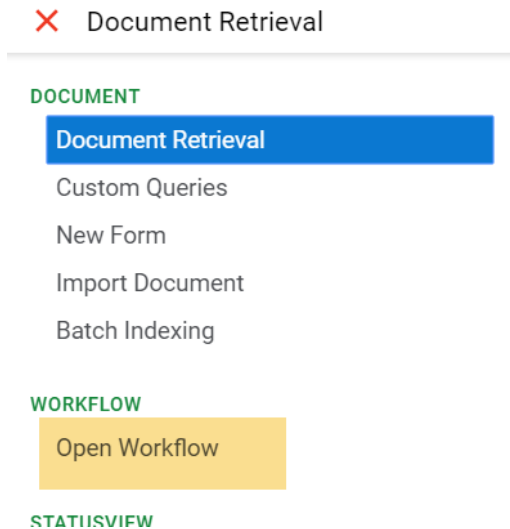 Document Retrieval
DOCUMENT
Document Retrieval
Custom Queries
New Form
Import Document
Batch Indexing
WORKFLOW
Open Workflow
STATUSVIEW